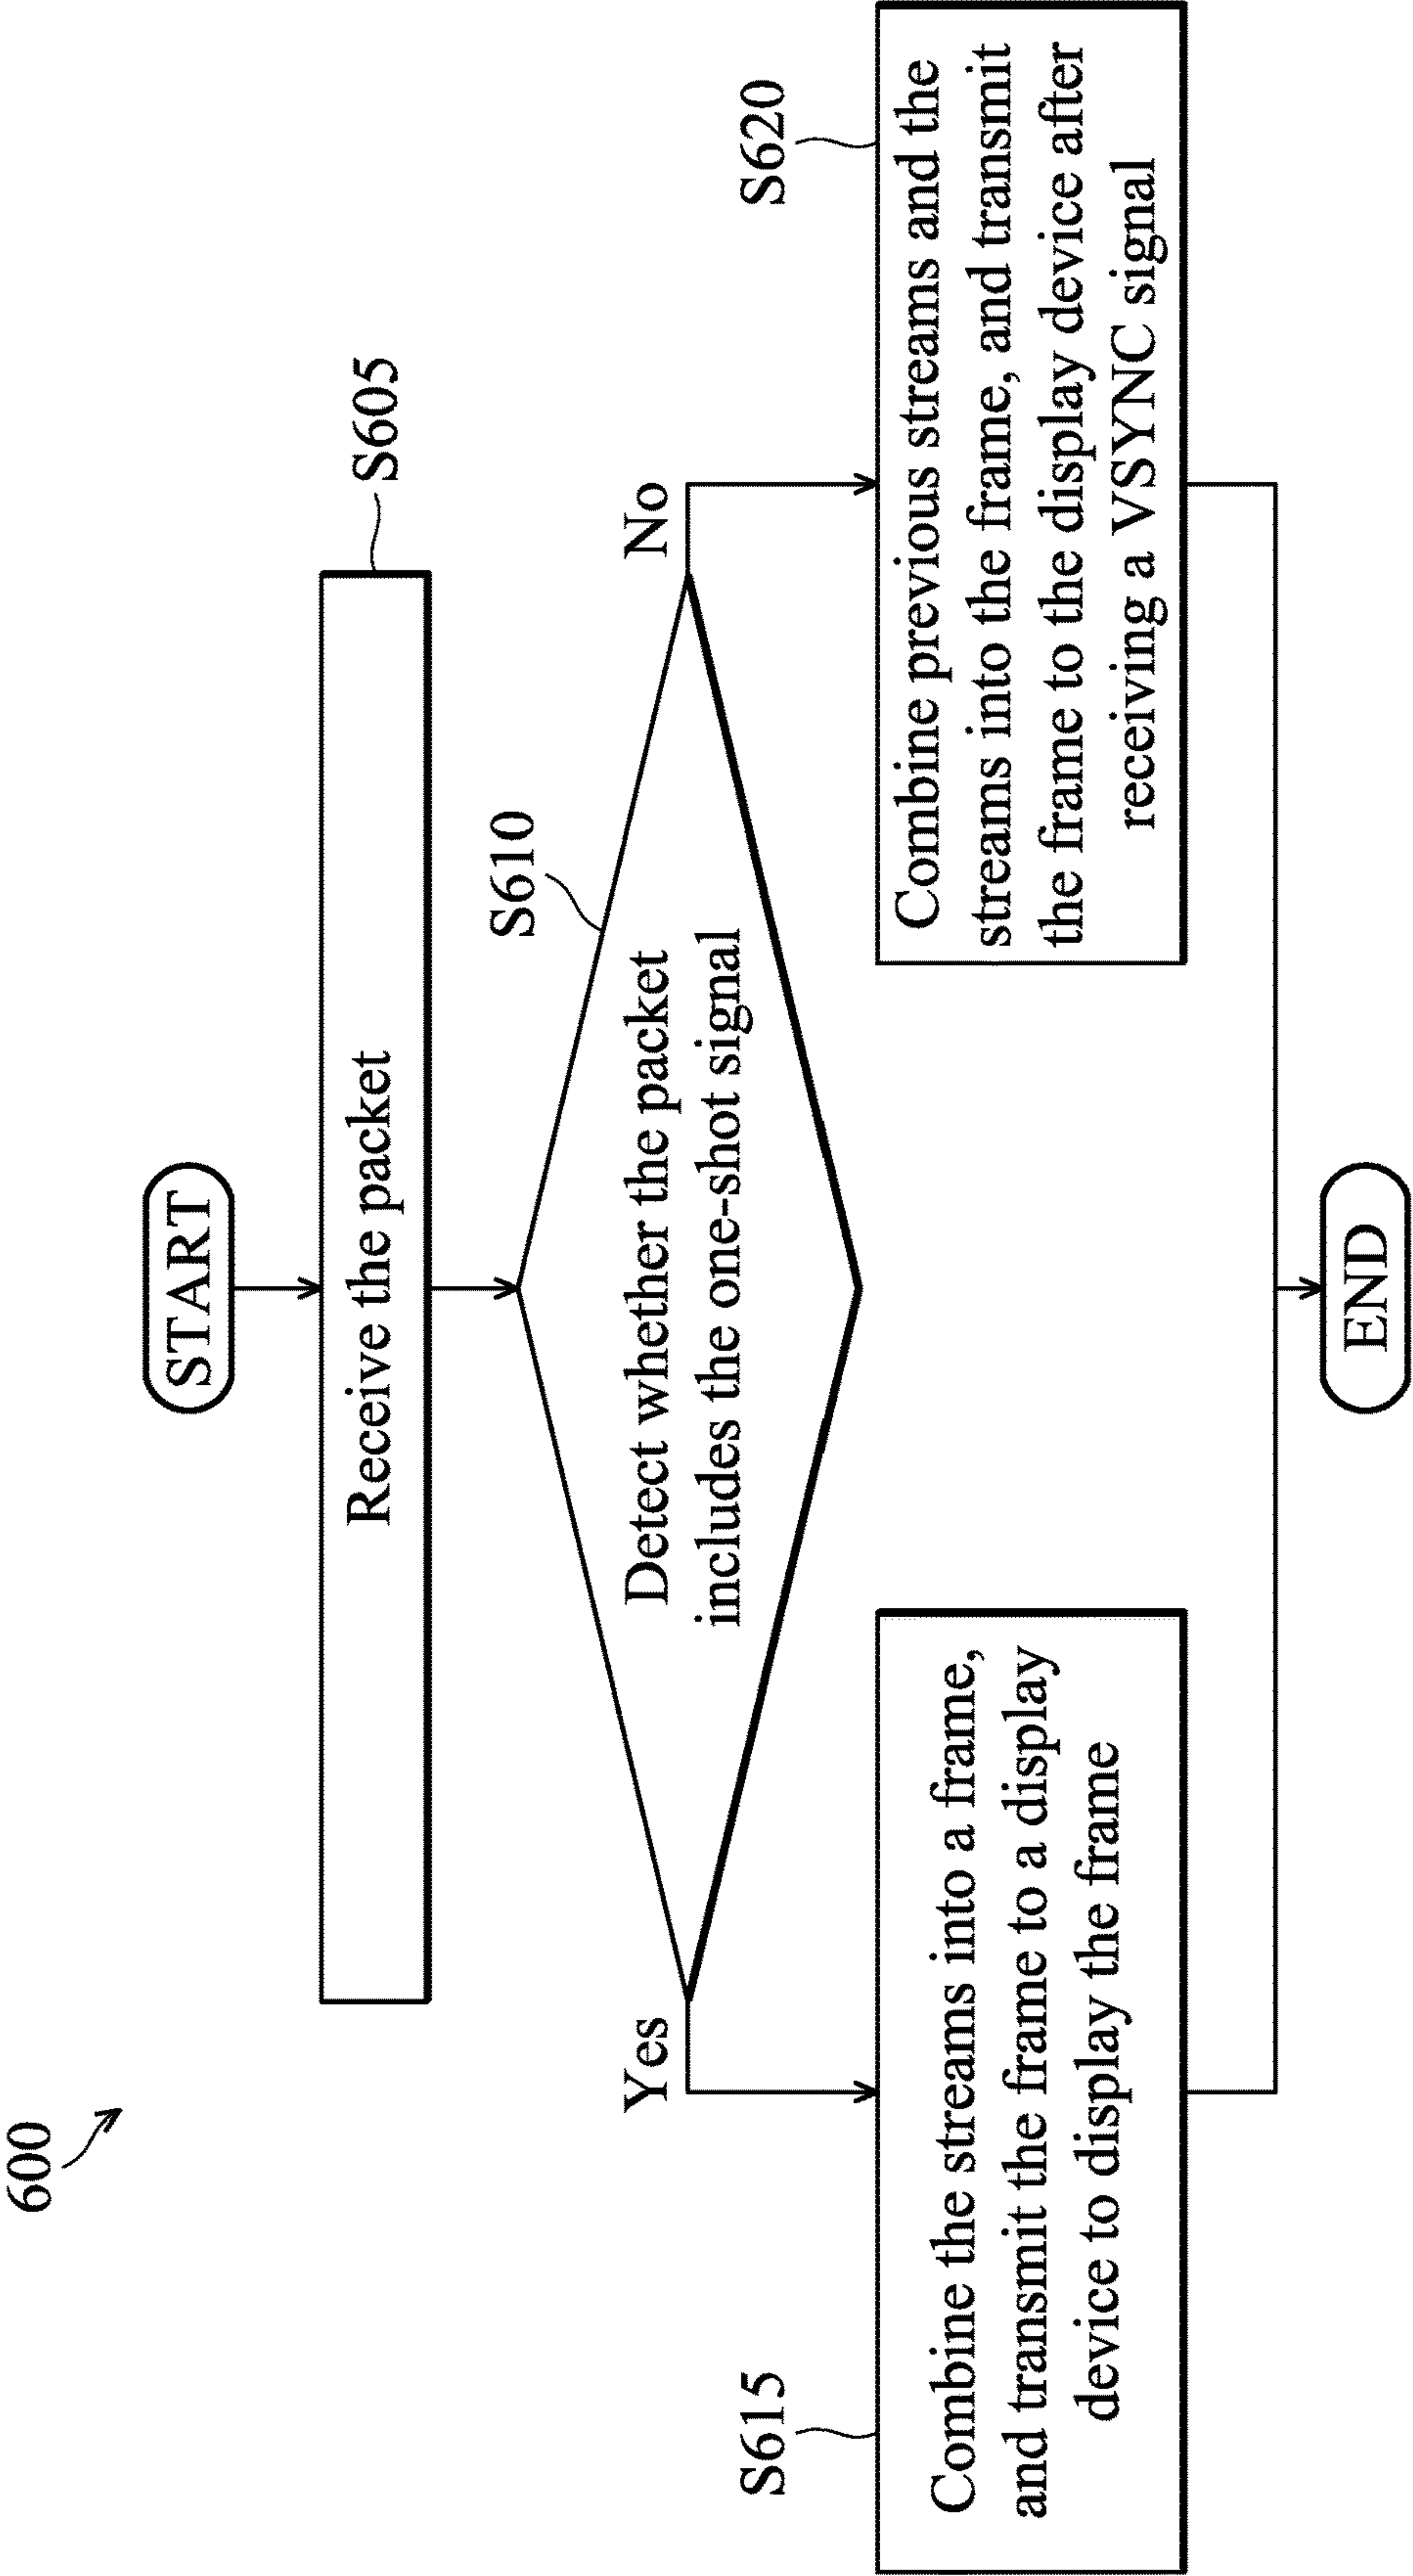 600
START
Receive the packet
S605
S610
Detect whether the packet
includes the one-shot signal
Yes
No
S615
Combine the streams into a frame,
and transmit the frame to a display
device to display the frame
S620
Combine previous streams and the
streams into the frame, and transmit
the frame to the display device after
receiving a VSYNC signal
END